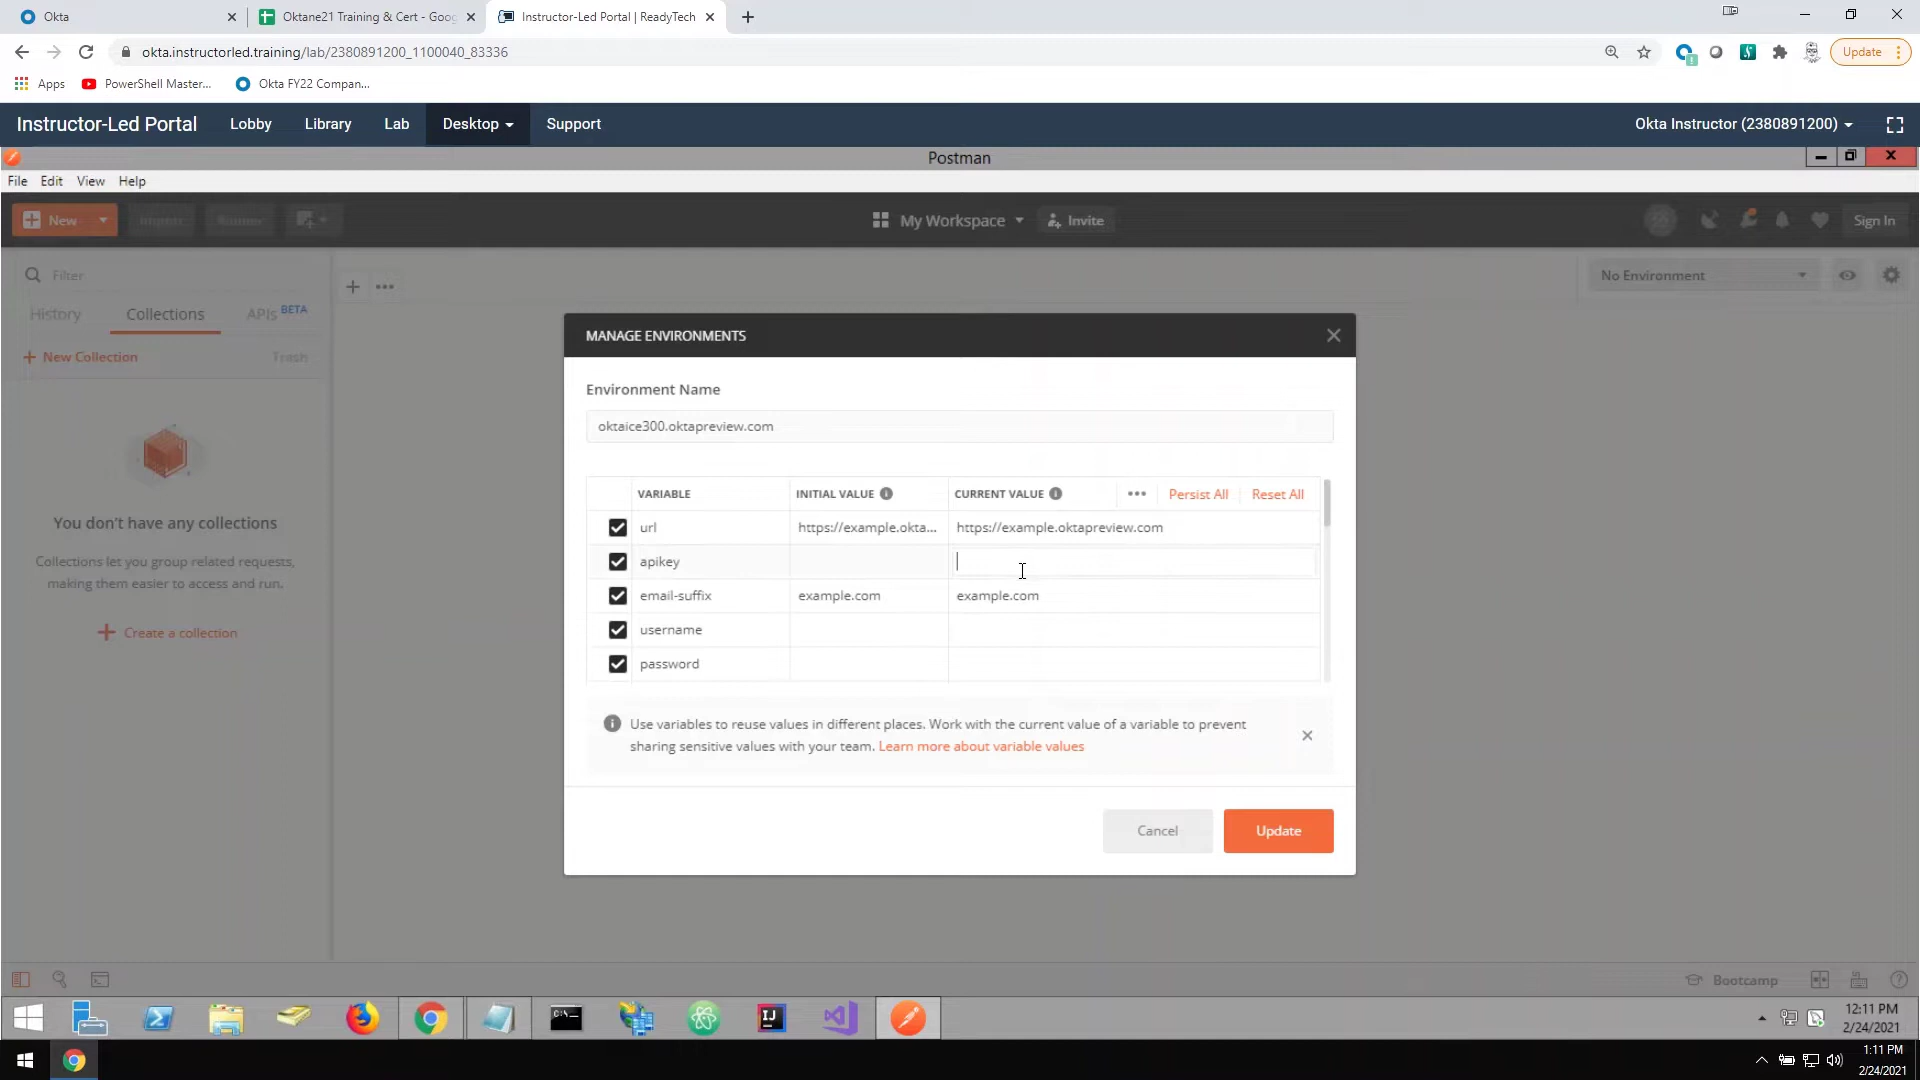 Okta
Oktane21 Training & Cert - Goog
Instructor-Led Portal | ReadyTech
okta.instructorled.training/lab/2380891200_1100040_83336
Update
Apps
PowerShell Master...
Okta FY22 Compan...
Instructor-Led Portal
Lobby
Library
Lab
Desktop
Support
Okta Instructor (2380891200)
Postman
File
Edit
View
Help
New
Import
Runner
My Workspace
Invite
Sign In
Filter
No Environment
History
Collections
APIs BETA
New Collection
Trash
You don't have any collections
Collections let you group related requests,
making them easier to access and run.
Create a collection
MANAGE ENVIRONMENTS
Environment Name
oktaice300.oktapreview.com
VARIABLE
INITIAL VALUE
CURRENT VALUE
Persist All
Reset All
url
https://example.okta...
https://example.oktapreview.com
apikey
email-suffix
example.com
example.com
username
password
Use variables to reuse values in different places. Work with the current value of a variable to prevent
sharing sensitive values with your team. Learn more about variable values
Cancel
Update
Bootcamp
12:11 PM
2/24/2021
1:11 PM
2/24/2021